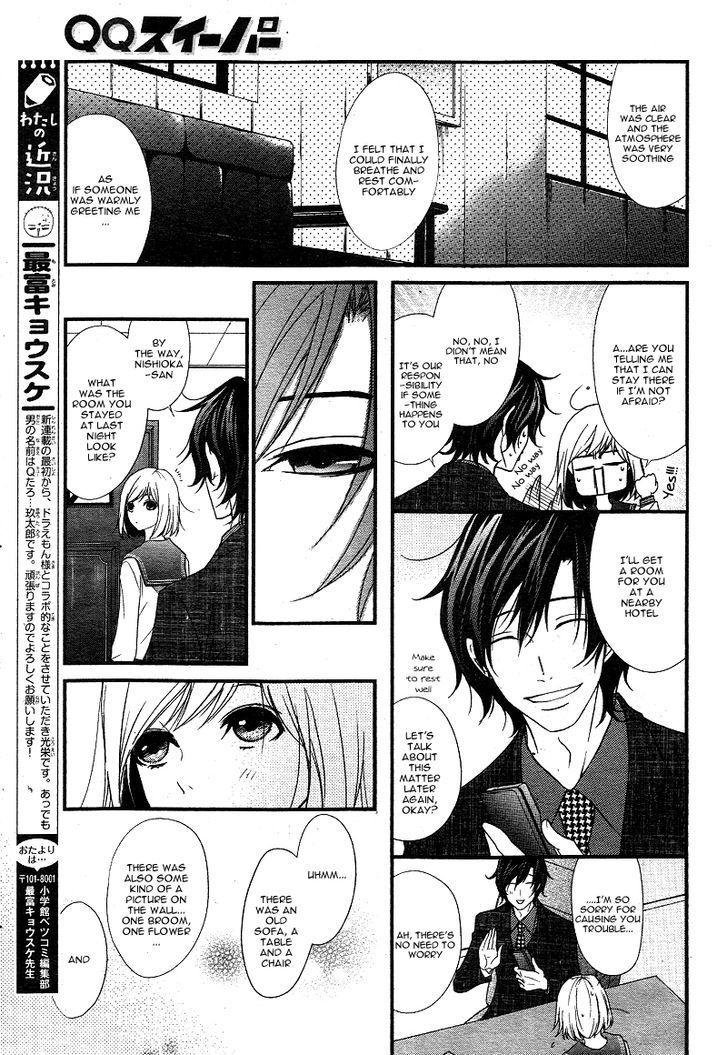 QQスイーパー
THE AIR
WAS CLEAR
AND THE
ATMOSPHERE
WAS VERY
SOOTHING
I FELT THAT I
COULD FINALLY
BREATHE AND
REST COM-
FORTABLY
AS
IF SOMEONE
WAS WARMLY
GREETING ME
...
A...ARE YOU
TELLING ME
THAT I CAN
STAY THERE
IF I'M NOT
AFRAID?
Yes!!!
NO, NO, I
DIDN'T MEAN
THAT, NO
IT'S OUR
RESPON
-SIBILITY
IF SOME
-THING
HAPPENS
TO YOU
No way
No way
I'LL GET
A ROOM
FOR YOU
AT A
NEARBY
HOTEL
Make
sure
to rest
well
LET'S
TALK
ABOUT
THIS
MATTER
LATER
AGAIN,
OKAY?
....I'M SO
SORRY FOR
CAUSING YOU
TROUBLE...
AH, THERE'S
NO NEED TO
WORRY
BY
THE WAY,
NISHIOKA
-SAN
WHAT
WAS THE
ROOM YOU
STAYED
AT LAST
NIGHT
LOOK
LIKE?
UHMM...
THERE
WAS AN
OLD
SOFA, A
TABLE
AND A
CHAIR
THERE WAS
ALSO SOME
KIND OF A
PICTURE ON
THE WALL...
ONE BROOM,
ONE FLOWER
...
AND
わたしの近況
最富キョウスケ
新連載の最初から、ドラえもん様とコラボ的なことをさせていただき光栄です。あっでも
男の名前はQたろ…玖太郎です。頑張りますのでよろしくお願いします！
おたより
は…
〒101-8001
小学館ベツコミ編集部
最富キョウスケ先生